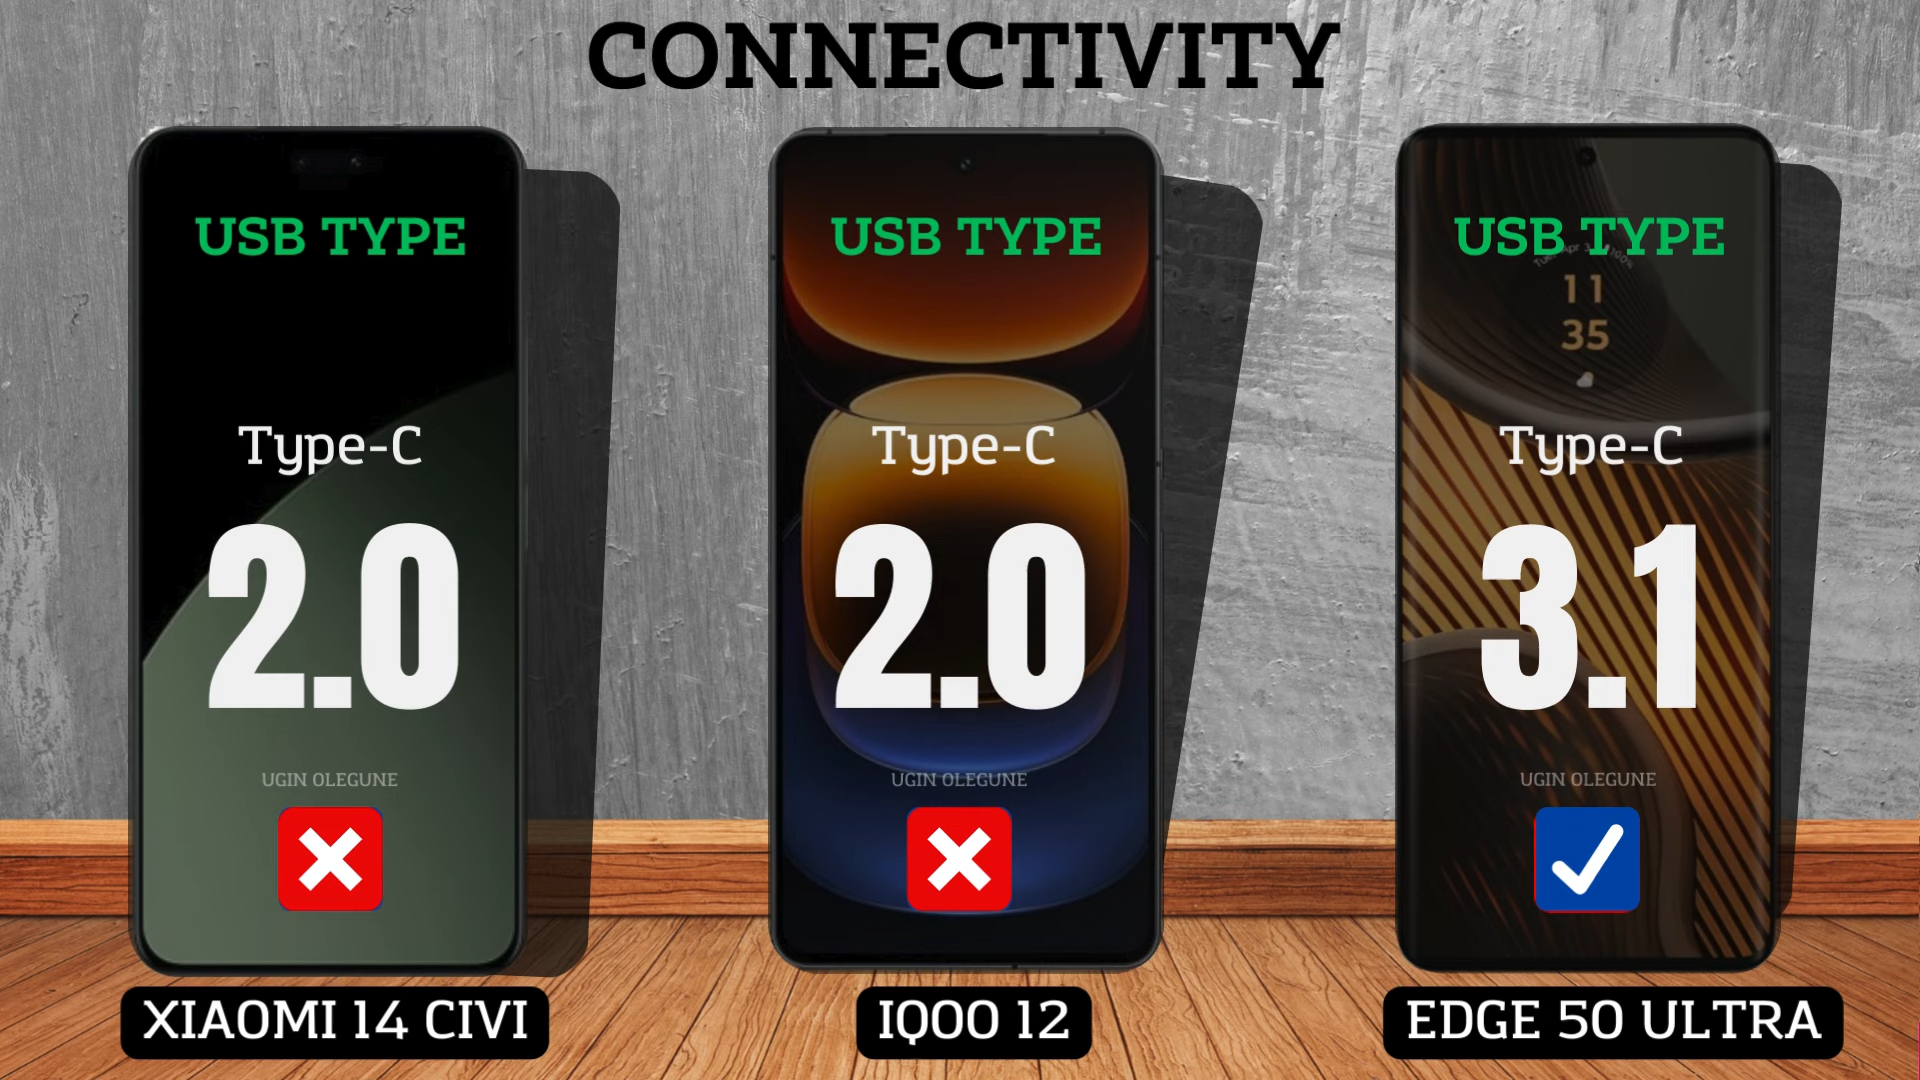 CONNECTIVITY
USB TYPE
Type-C
2.0
UGIN OLEGUNE
XIAOMI 14 CIVI
USB TYPE
Type-C
2.0
UGIN OLEGUNE
IQOO 12
USB TYPE
11
35
Type-C
3.1
UGIN OLEGUNE
EDGE 50 ULTRA